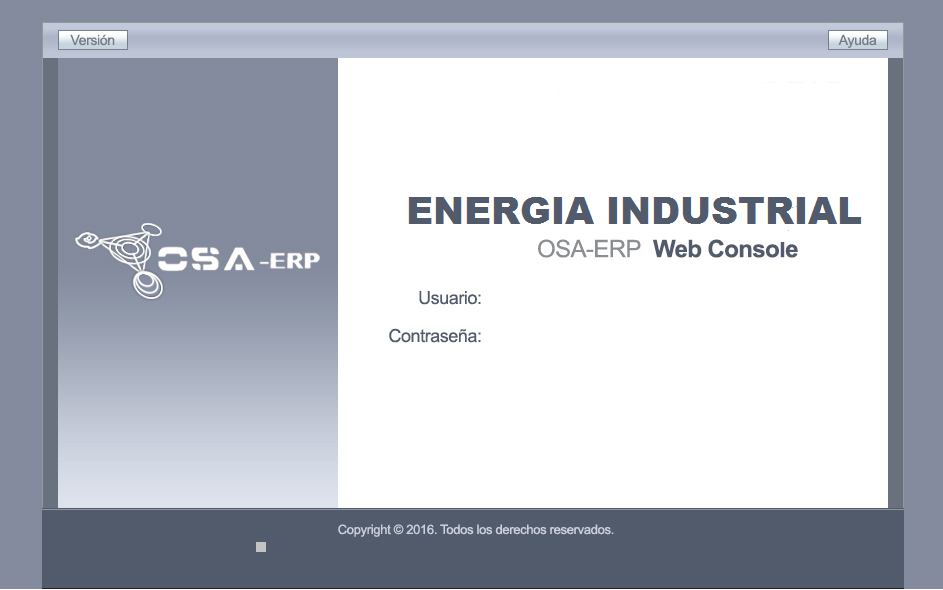 Versión
Ayuda
OSA-ERP
ENERGIA INDUSTRIAL
OSA-ERP Web Console
Usuario:
Contraseña:
Copyright © 2016. Todos los derechos reservados.